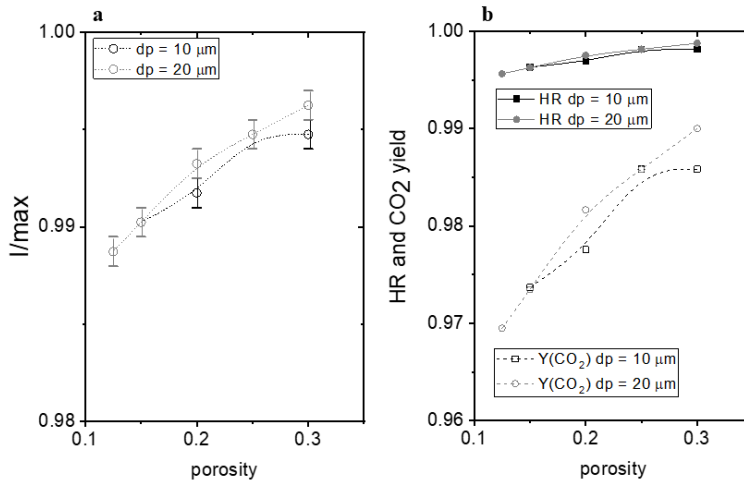 a
1.00
dp = 10 μm
dp = 20 μm
0.99
0.98
I/max
0.1
0.2
0.3
porosity
b
1.00
HR dp = 10 μm
HR dp = 20 μm
0.99
0.98
0.97
0.96
HR and CO2 yield
Y(CO₂) dp = 10 μm
Y(CO₂) dp = 20 μm
0.1
0.2
0.3
porosity